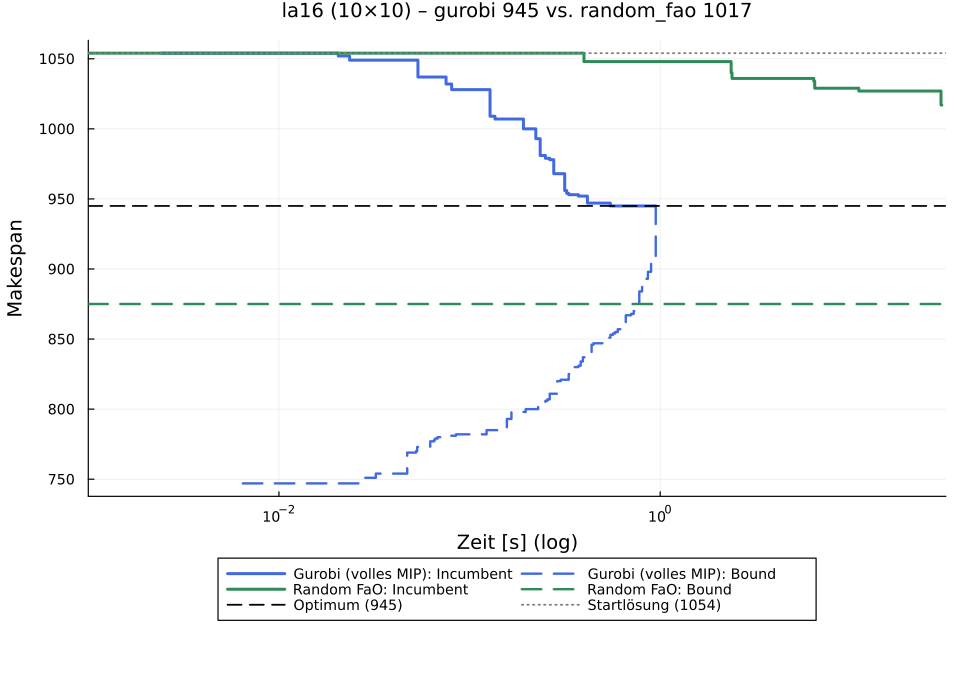 la16 (10×10) – gurobi 945 vs. random_fao 1017
1050
1000
950
900
850
800
750
Makespan
10⁻²
10⁰
Zeit [s] (log)
Gurobi (volles MIP): Incumbent
Gurobi (volles MIP): Bound
Random FaO: Incumbent
Random FaO: Bound
Optimum (945)
Startlösung (1054)